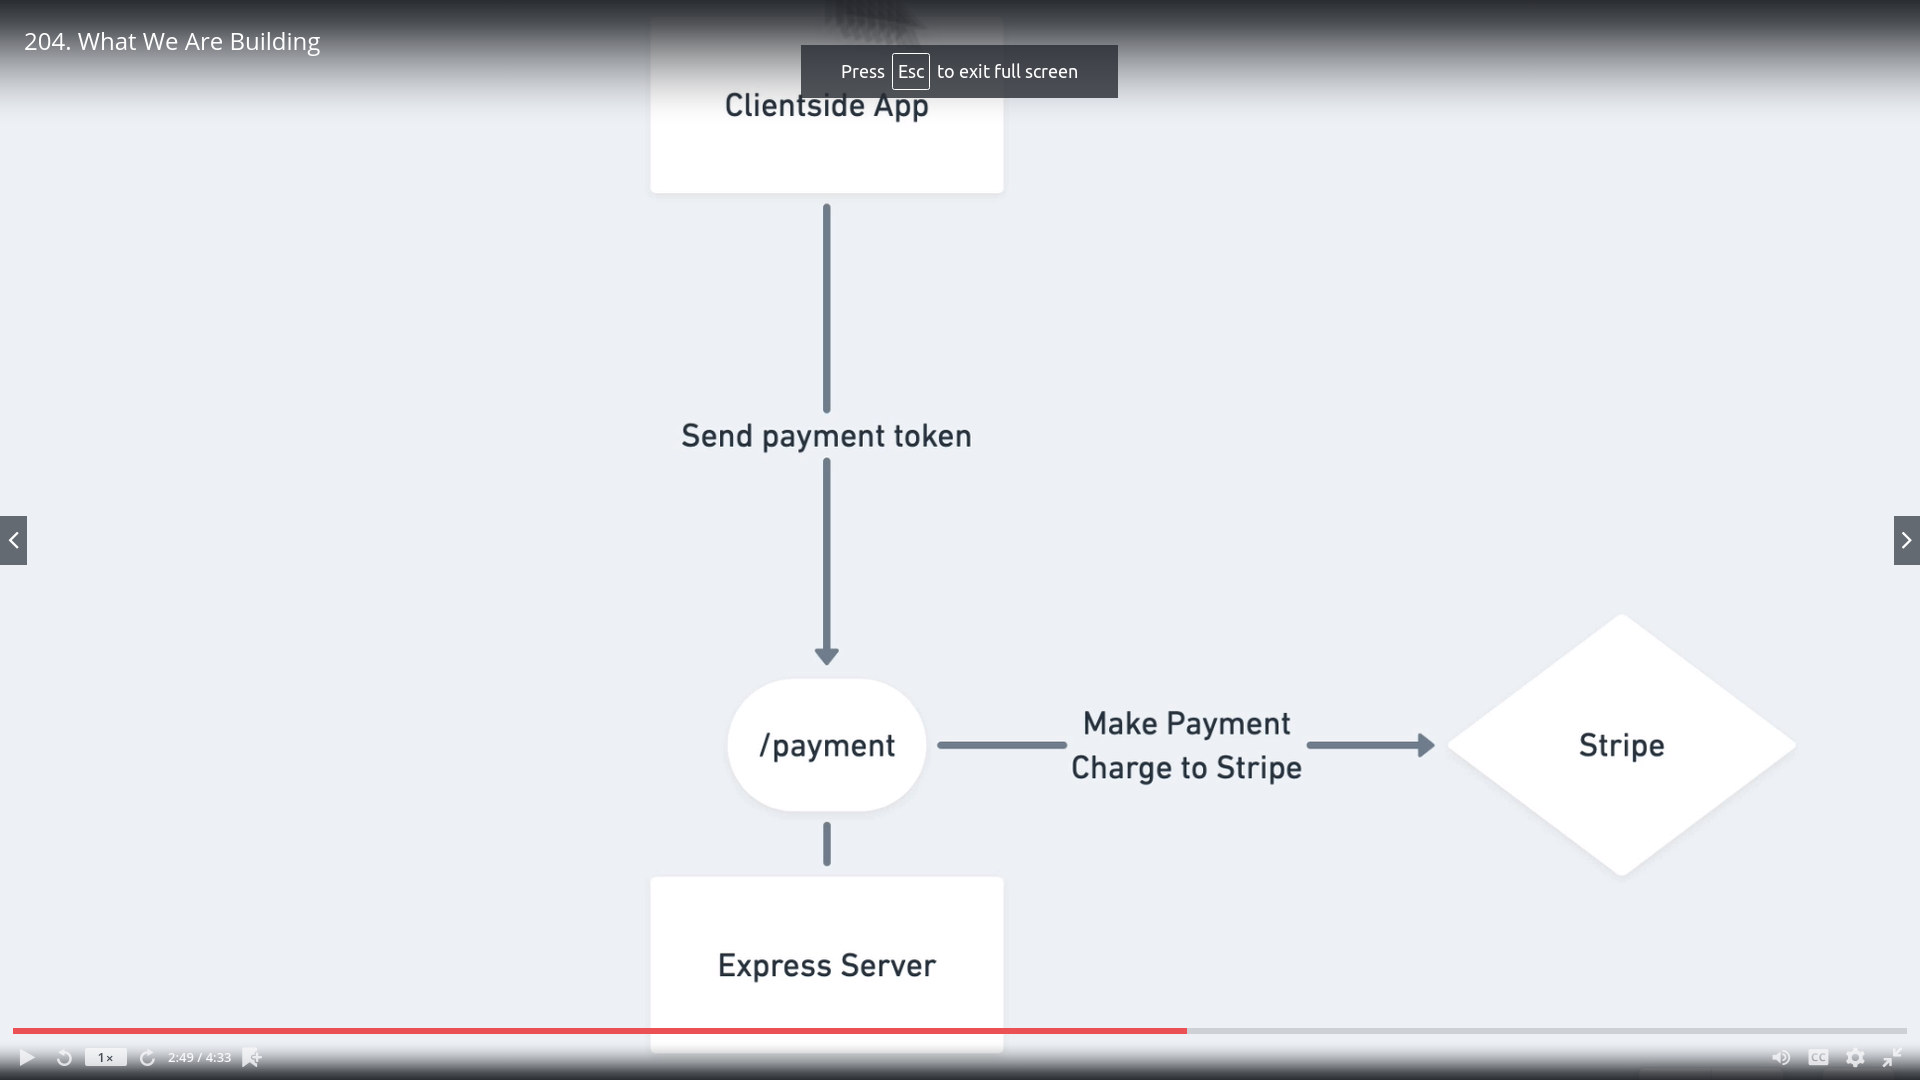 204. What We Are Building
Press Esc to exit full screen
Clientside App
Send payment token
/payment
Make Payment
Charge to Stripe
Stripe
Express Server
1×
2:49 / 4:33
CC